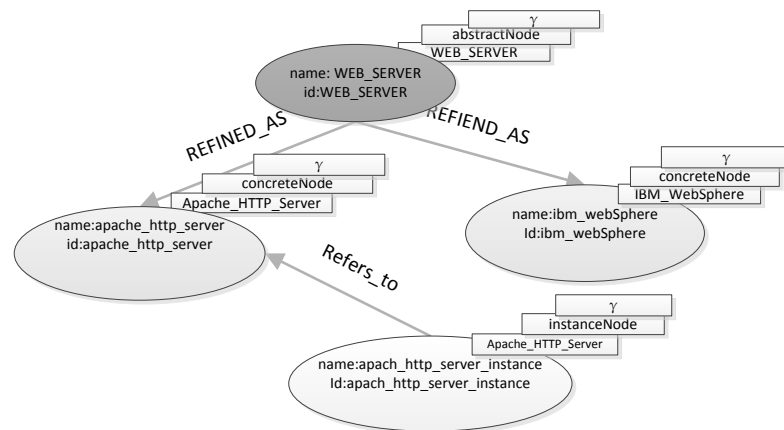 γ
abstractNode
WEB_SERVER
name: WEB_SERVER
id:WEB_SERVER
REFINED_AS
REFIEND_AS
γ
concreteNode
Apache_HTTP_Server
name:apache_http_server
id:apache_http_server
γ
concreteNode
IBM_WebSphere
name:ibm_webSphere
Id:ibm_webSphere
Refers_to
γ
instanceNode
Apache_HTTP_Server
name:apach_http_server_instance
Id:apach_http_server_instance